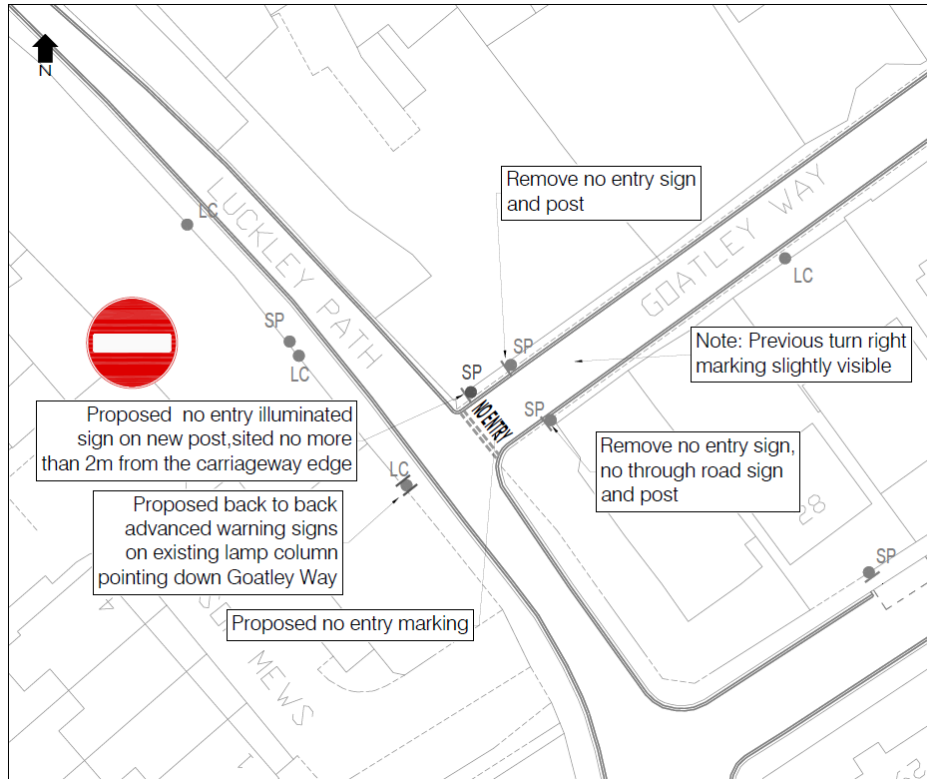 N
LUCKLEY PATH
GOATLEY WAY
Remove no entry sign
and post
LC
LC
SP
LC
SP
SP
Note: Previous turn right
marking slightly visible
Proposed no entry illuminated
sign on new post,sited no more
than 2m from the carriageway edge
NO ENTRY
SP
Remove no entry sign,
no through road sign
and post
LC
Proposed back to back
advanced warning signs
on existing lamp column
pointing down Goatley Way
28
SP
Proposed no entry marking
4
MEWS
1